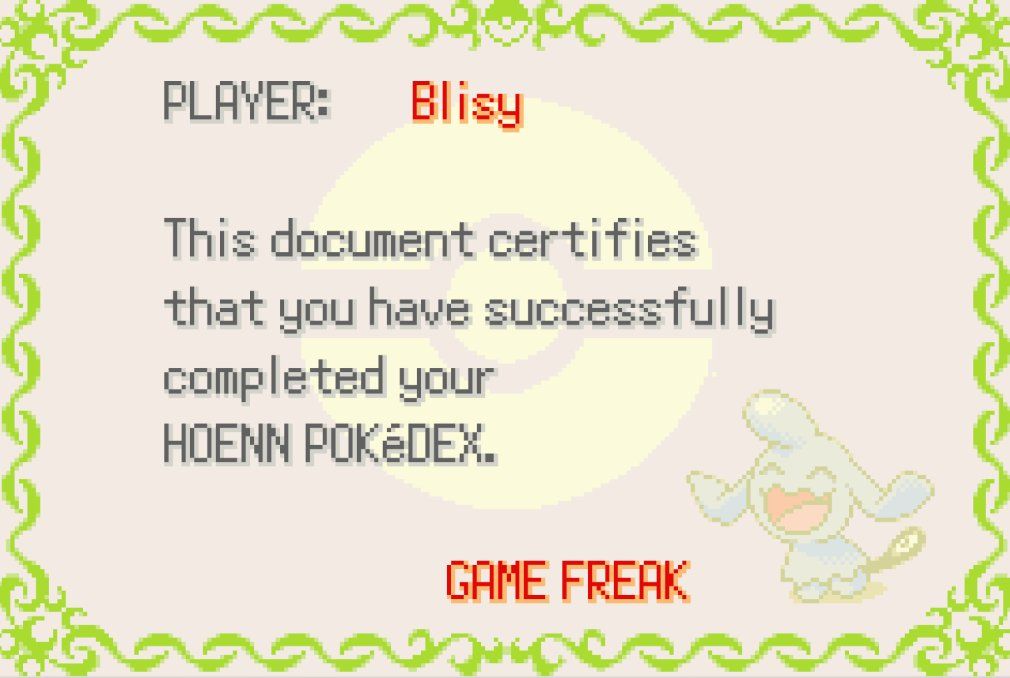 PLAYER: Blisy
This document certifies
that you have successfully
completed your
HOENN POKéDEX.
GAME FREAK